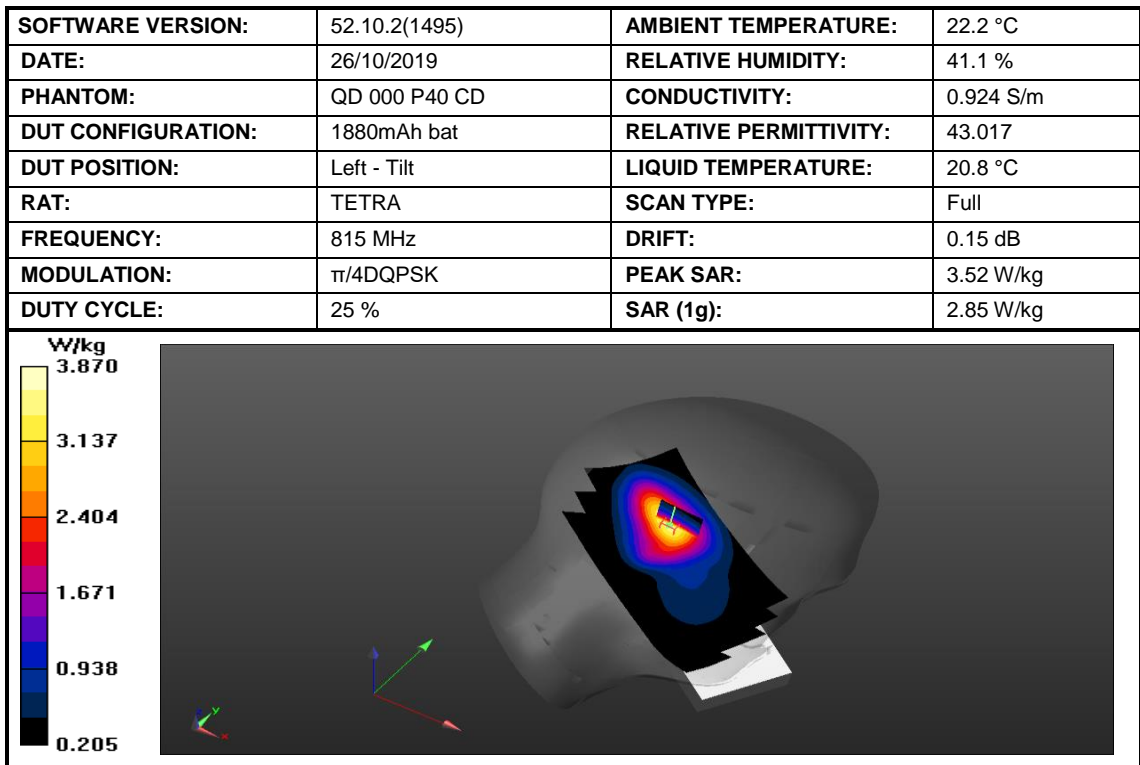 SOFTWARE VERSION: 52.10.2(1495) AMBIENT TEMPERATURE: 22.2 °C
DATE: 26/10/2019 RELATIVE HUMIDITY: 41.1 %
PHANTOM: QD 000 P40 CD CONDUCTIVITY: 0.924 S/m
DUT CONFIGURATION: 1880mAh bat RELATIVE PERMITTIVITY: 43.017
DUT POSITION: Left - Tilt LIQUID TEMPERATURE: 20.8 °C
RAT: TETRA SCAN TYPE: Full
FREQUENCY: 815 MHz DRIFT: 0.15 dB
MODULATION: π/4DQPSK PEAK SAR: 3.52 W/kg
DUTY CYCLE: 25 % SAR (1g): 2.85 W/kg
W/kg
3.870
3.137
2.404
1.671
0.938
0.205
z y
x